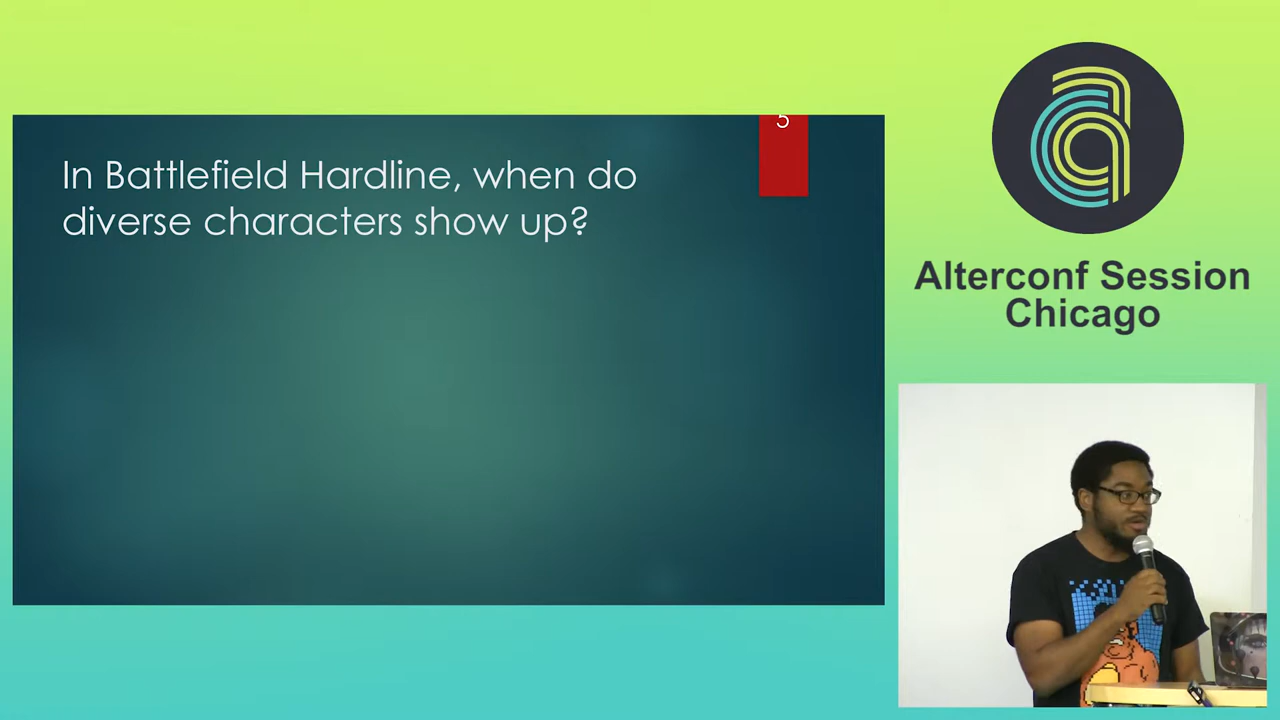 5
In Battlefield Hardline, when do
diverse characters show up?
Alterconf Session
Chicago